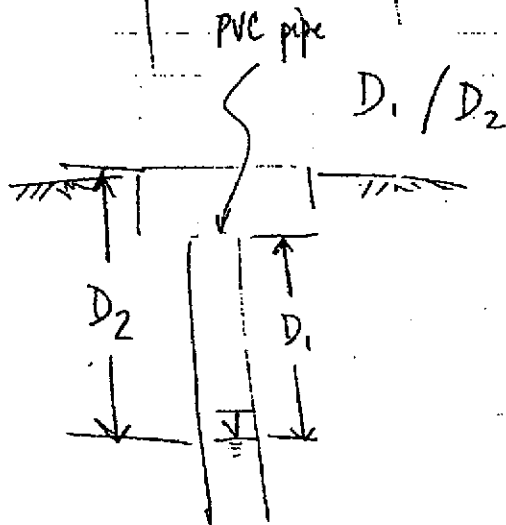 PVC pipe
D₁ / D₂
D₂
D₁